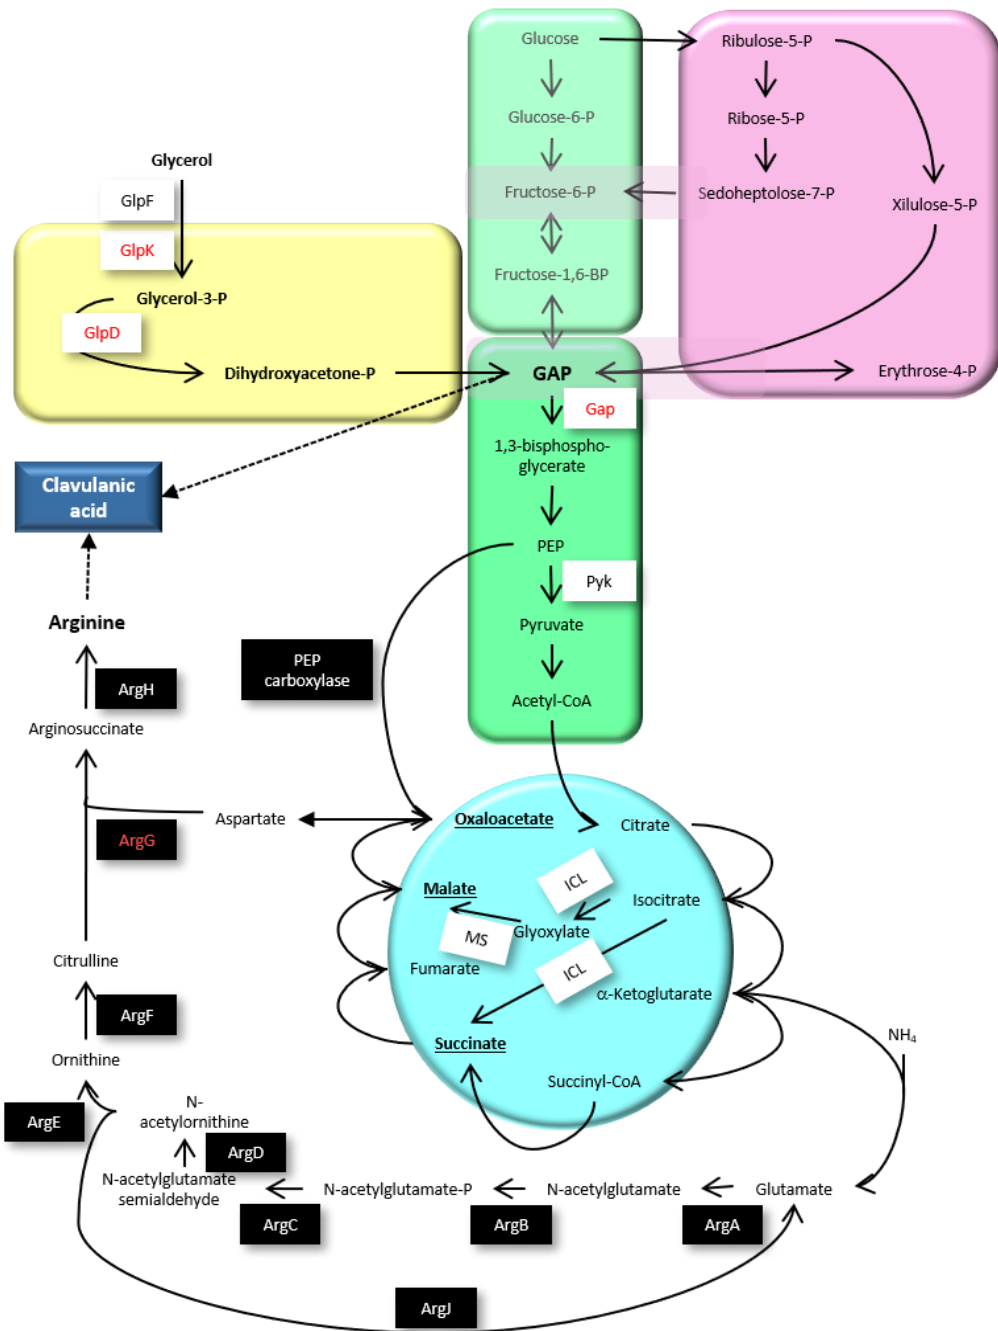 Glucose
Ribulose-5-P
Glucose-6-P
Ribose-5-P
Glycerol
GlpF
Fructose-6-P
Sedoheptolose-7-P
Xilulose-5-P
GlpK
Fructose-1,6-BP
Glycerol-3-P
GlpD
Dihydroxyacetone-P
GAP
Erythrose-4-P
Gap
1,3-bisphospho-
glycerate
Clavulanic
acid
PEP
Pyk
Arginine
Pyruvate
PEP
carboxylase
ArgH
Acetyl-CoA
Arginosuccinate
Aspartate
Oxaloacetate
Citrate
ArgG
ICL
Malate
Isocitrate
MS
Glyoxylate
Citrulline
Fumarate
ICL
α-Ketoglutarate
ArgF
Succinate
NH₄
Ornithine
Succinyl-CoA
N-
acetylornithine
ArgE
ArgD
N-acetylglutamate
semialdehyde
N-acetylglutamate-P
N-acetylglutamate
Glutamate
ArgC
ArgB
ArgA
ArgJ